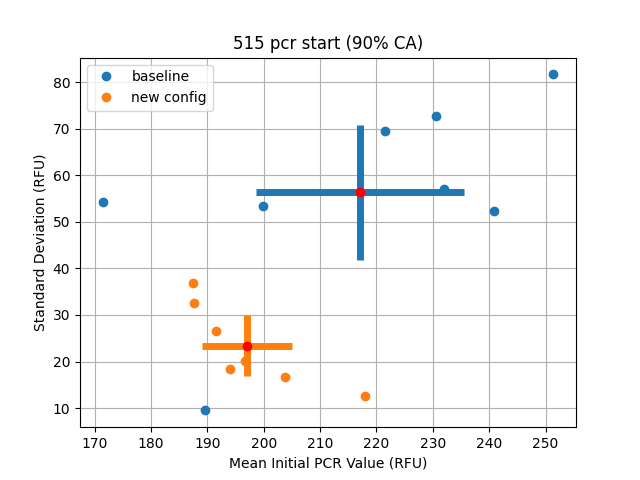 515 pcr start (90% CA)
baseline
new config
80
70
60
50
40
30
20
10
Standard Deviation (RFU)
170 180 190 200 210 220 230 240 250
Mean Initial PCR Value (RFU)